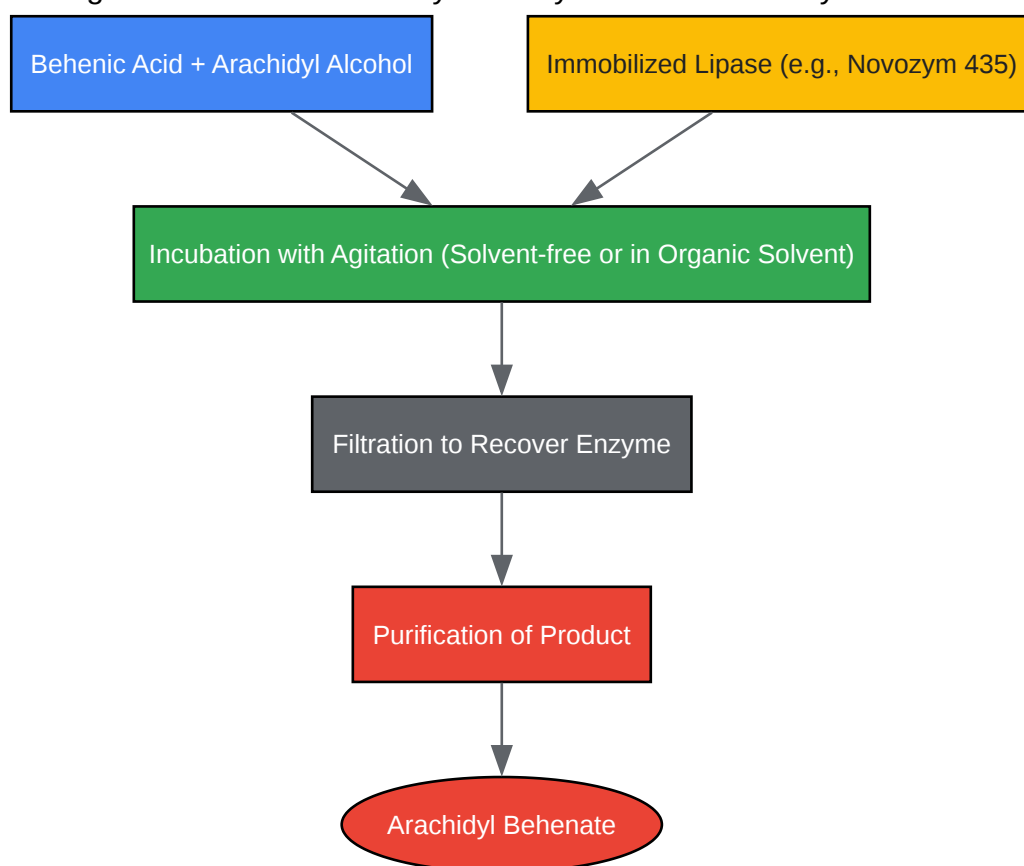 Behenic Acid + Arachidyl Alcohol
Immobilized Lipase (e.g., Novozym 435)
Incubation with Agitation (Solvent-free or in Organic Solvent)
Filtration to Recover Enzyme
Purification of Product
Arachidyl Behenate